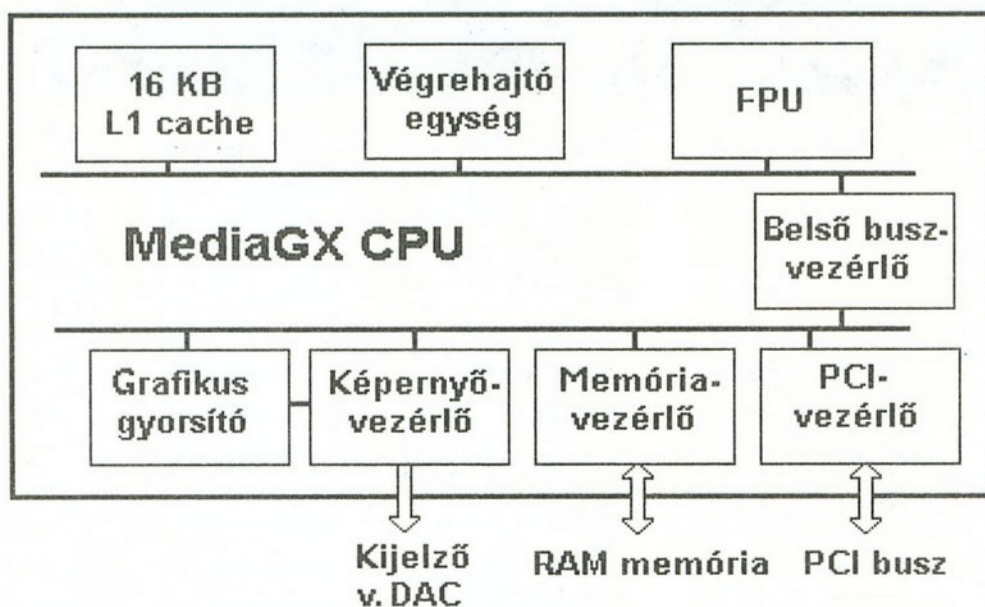 16 KB
L1 cache
Végrehajtó
egység
FPU
MediaGX CPU
Belső busz-
vezérlő
Grafikus
gyorsító
Képernyő-
vezérlő
Memória-
vezérlő
PCI-
vezérlő
Kijelző
v. DAC
RAM memória
PCI busz